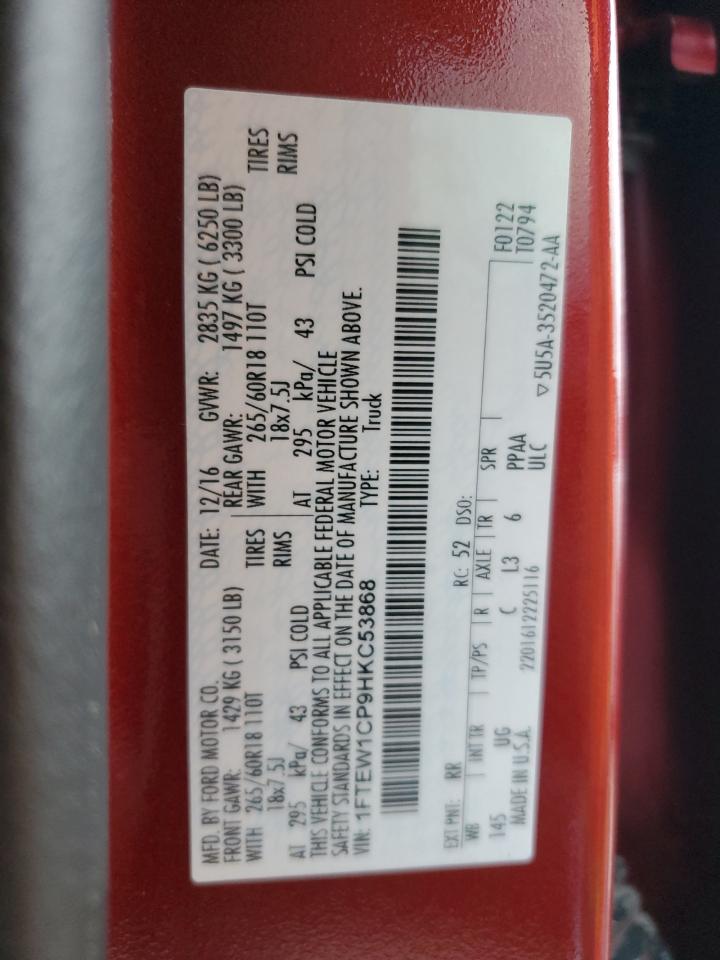 MFD. BY FORD MOTOR CO. DATE: 12/16 GVWR: 2835 KG ( 6250 LB)
FRONT GAWR: 1429 KG ( 3150 LB) REAR GAWR: 1497 KG ( 3300 LB)
WITH 265/60R18 110T TIRES WITH 265/60R18 110T TIRES
18x7.5J RIMS 18x7.5J RIMS
AT 295 kPa/ 43 PSI COLD AT 295 kPa/ 43 PSI COLD
THIS VEHICLE CONFORMS TO ALL APPLICABLE FEDERAL MOTOR VEHICLE
SAFETY STANDARDS IN EFFECT ON THE DATE OF MANUFACTURE SHOWN ABOVE.
VIN: 1FTEW1CP9HKC53868 TYPE: Truck
EXT PNT: RR RC: 52 DSO: F0122
WB INT TR TP/PS R AXLE TR SPR T0794
145 UG C L3 6 PPAA
MADE IN U.S.A. 2201612225116 ULC ▽ 5U5A-3520472-AA